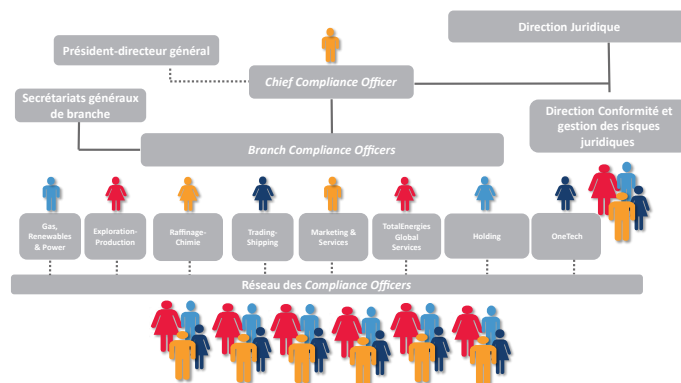 Direction Juridique
Président-directeur général
Chief Compliance Officer
Secrétariats généraux
de branche
Direction Conformité et
gestion des risques
juridiques
Branch Compliance Officers
Gas,
Renewables
& Power
Exploration-
Production
Raffinage-
Chimie
Trading-
Shipping
Marketing &
Services
TotalEnergies
Global
Services
Holding
OneTech
Réseau des Compliance Officers